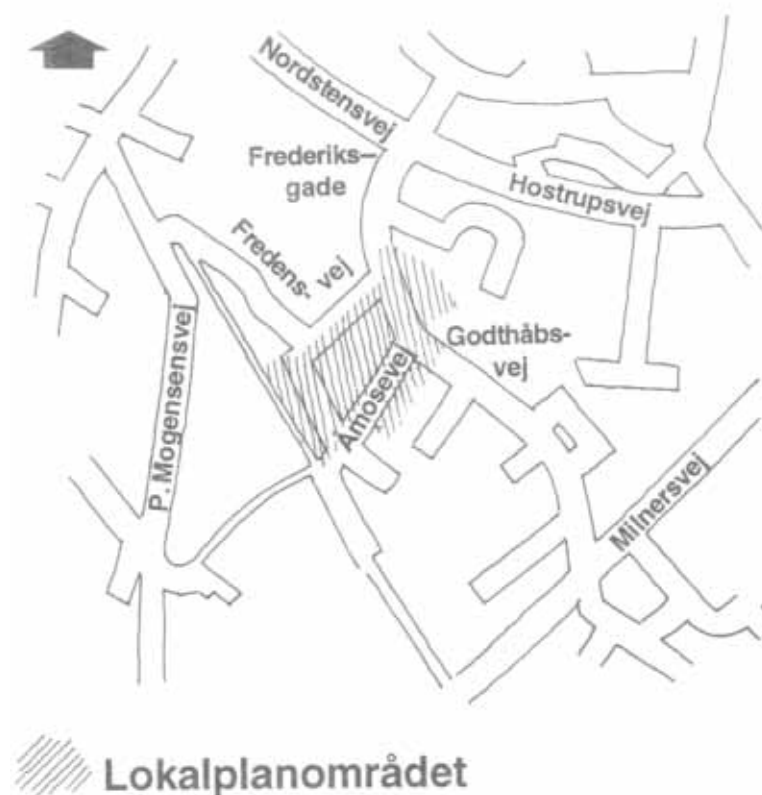 Nordstensvej
Frederiks-
gade
Hostrupsvej
Fredens-
vej
Godthåbs-
vej
Åmosevej
P. Mogensensvej
Milnersvej
Lokalplanområdet